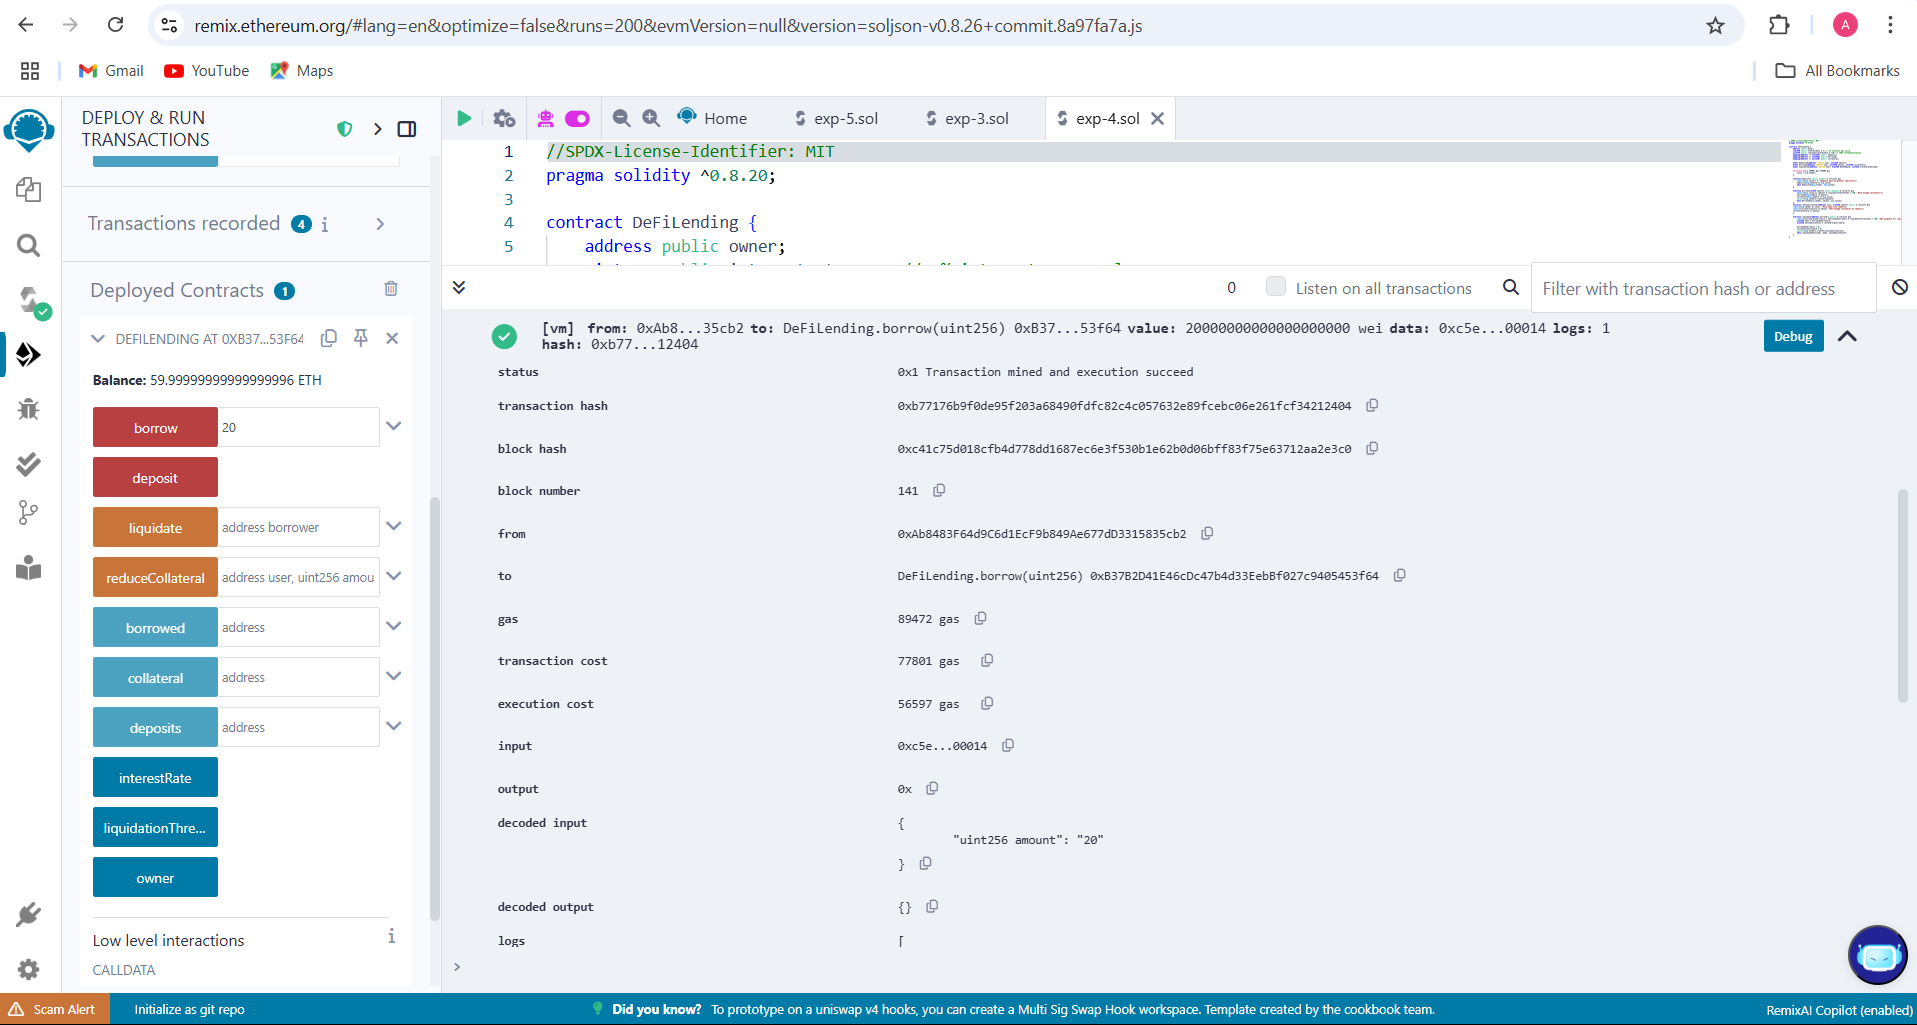 remix.ethereum.org/#lang=en&optimize=false&runs=200&evmVersion=null&version=soljson-v0.8.26+commit.8a97fa7a.js
A
Gmail YouTube Maps
All Bookmarks
DEPLOY & RUN
TRANSACTIONS
Home exp-5.sol exp-3.sol exp-4.sol
1 //SPDX-License-Identifier: MIT
2 pragma solidity ^0.8.20;
3
4 contract DeFiLending {
5 address public owner;
Transactions recorded 4 i
Deployed Contracts 1
DEFILENDING AT 0XB37...53F64
Balance: 59.99999999999999996 ETH
borrow 20
deposit
liquidate address borrower
reduceCollateral address user, uint256 amou
borrowed address
collateral address
deposits address
interestRate
liquidationThre...
owner
Low level interactions i
CALLDATA
0 Listen on all transactions Filter with transaction hash or address
[vm] from: 0xAb8...35cb2 to: DeFiLending.borrow(uint256) 0xB37...53f64 value: 20000000000000000000 wei data: 0xc5e...00014 logs: 1
hash: 0xb77...12404
Debug
status 0x1 Transaction mined and execution succeed
transaction hash 0xb77176b9f0de95f203a68490fdfc82c4c057632e89fcebc06e261fcf34212404
block hash 0xc41c75d018cfb4d778dd1687ec6e3f530b1e62b0d06bff83f75e63712aa2e3c0
block number 141
from 0xAb8483F64d9C6d1EcF9b849Ae677dD3315835cb2
to DeFiLending.borrow(uint256) 0xB37B2D41E46cDc47b4d33EebBf027c9405453f64
gas 89472 gas
transaction cost 77801 gas
execution cost 56597 gas
input 0xc5e...00014
output 0x
decoded input {
"uint256 amount": "20"
}
decoded output {}
logs [
>
Scam Alert Initialize as git repo Did you know? To prototype on a uniswap v4 hooks, you can create a Multi Sig Swap Hook workspace. Template created by the cookbook team. RemixAI Copilot (enabled)